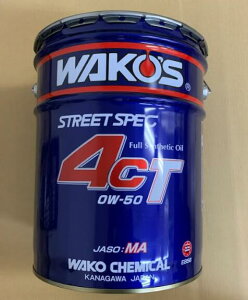 WAKO'S®
STREET SPEC
Full Synthetic Oil
4CT
0W-50
JASO: MA
WAKO CHEMICAL
KANAGAWA JAPAN